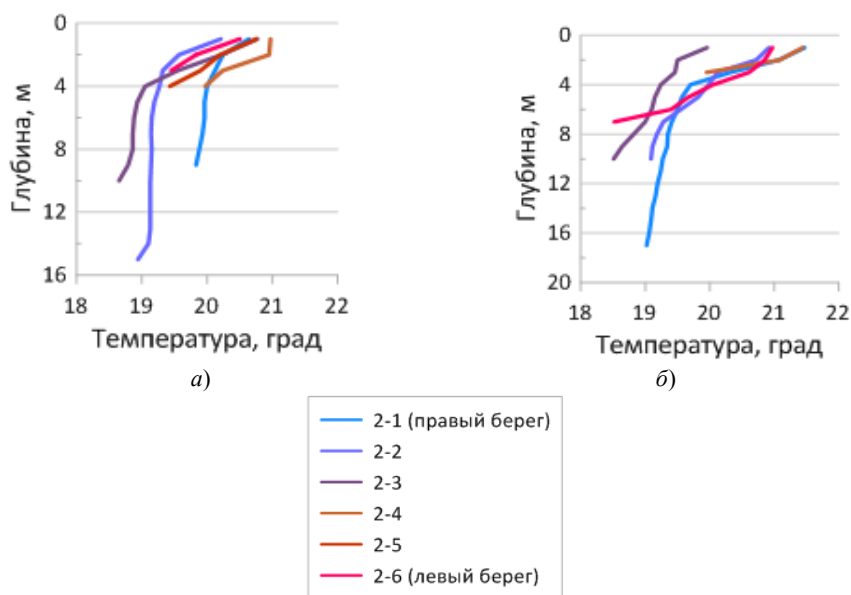 0
4
8
12
16
18 19 20 21 22
Глубина, м
Температура, град
а)
0
4
8
12
16
20
18 19 20 21 22
Глубина, м
Температура, град
б)
2-1 (правый берег)
2-2
2-3
2-4
2-5
2-6 (левый берег)